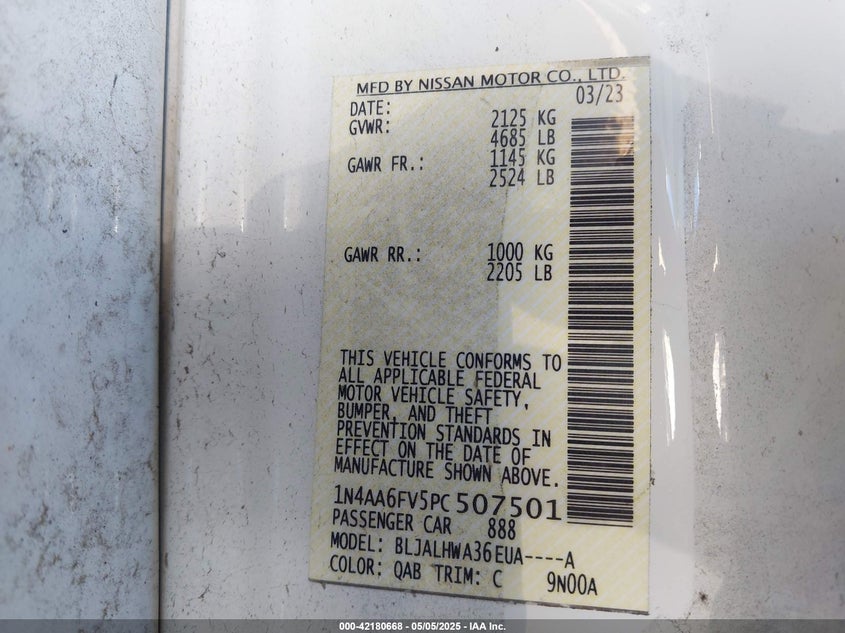 MFD BY NISSAN MOTOR CO., LTD.
DATE: 03/23
GVWR: 2125 KG
4685 LB
GAWR FR.: 1145 KG
2524 LB
GAWR RR.: 1000 KG
2205 LB
THIS VEHICLE CONFORMS TO
ALL APPLICABLE FEDERAL
MOTOR VEHICLE SAFETY,
BUMPER, AND THEFT
PREVENTION STANDARDS IN
EFFECT ON THE DATE OF
MANUFACTURE SHOWN ABOVE.
1N4AA6FV5PC507501
PASSENGER CAR 888
MODEL: BLJALHWA36EUA----A
COLOR: QAB TRIM: C 9N00A
000-42180668 - 05/05/2025 - IAA Inc.